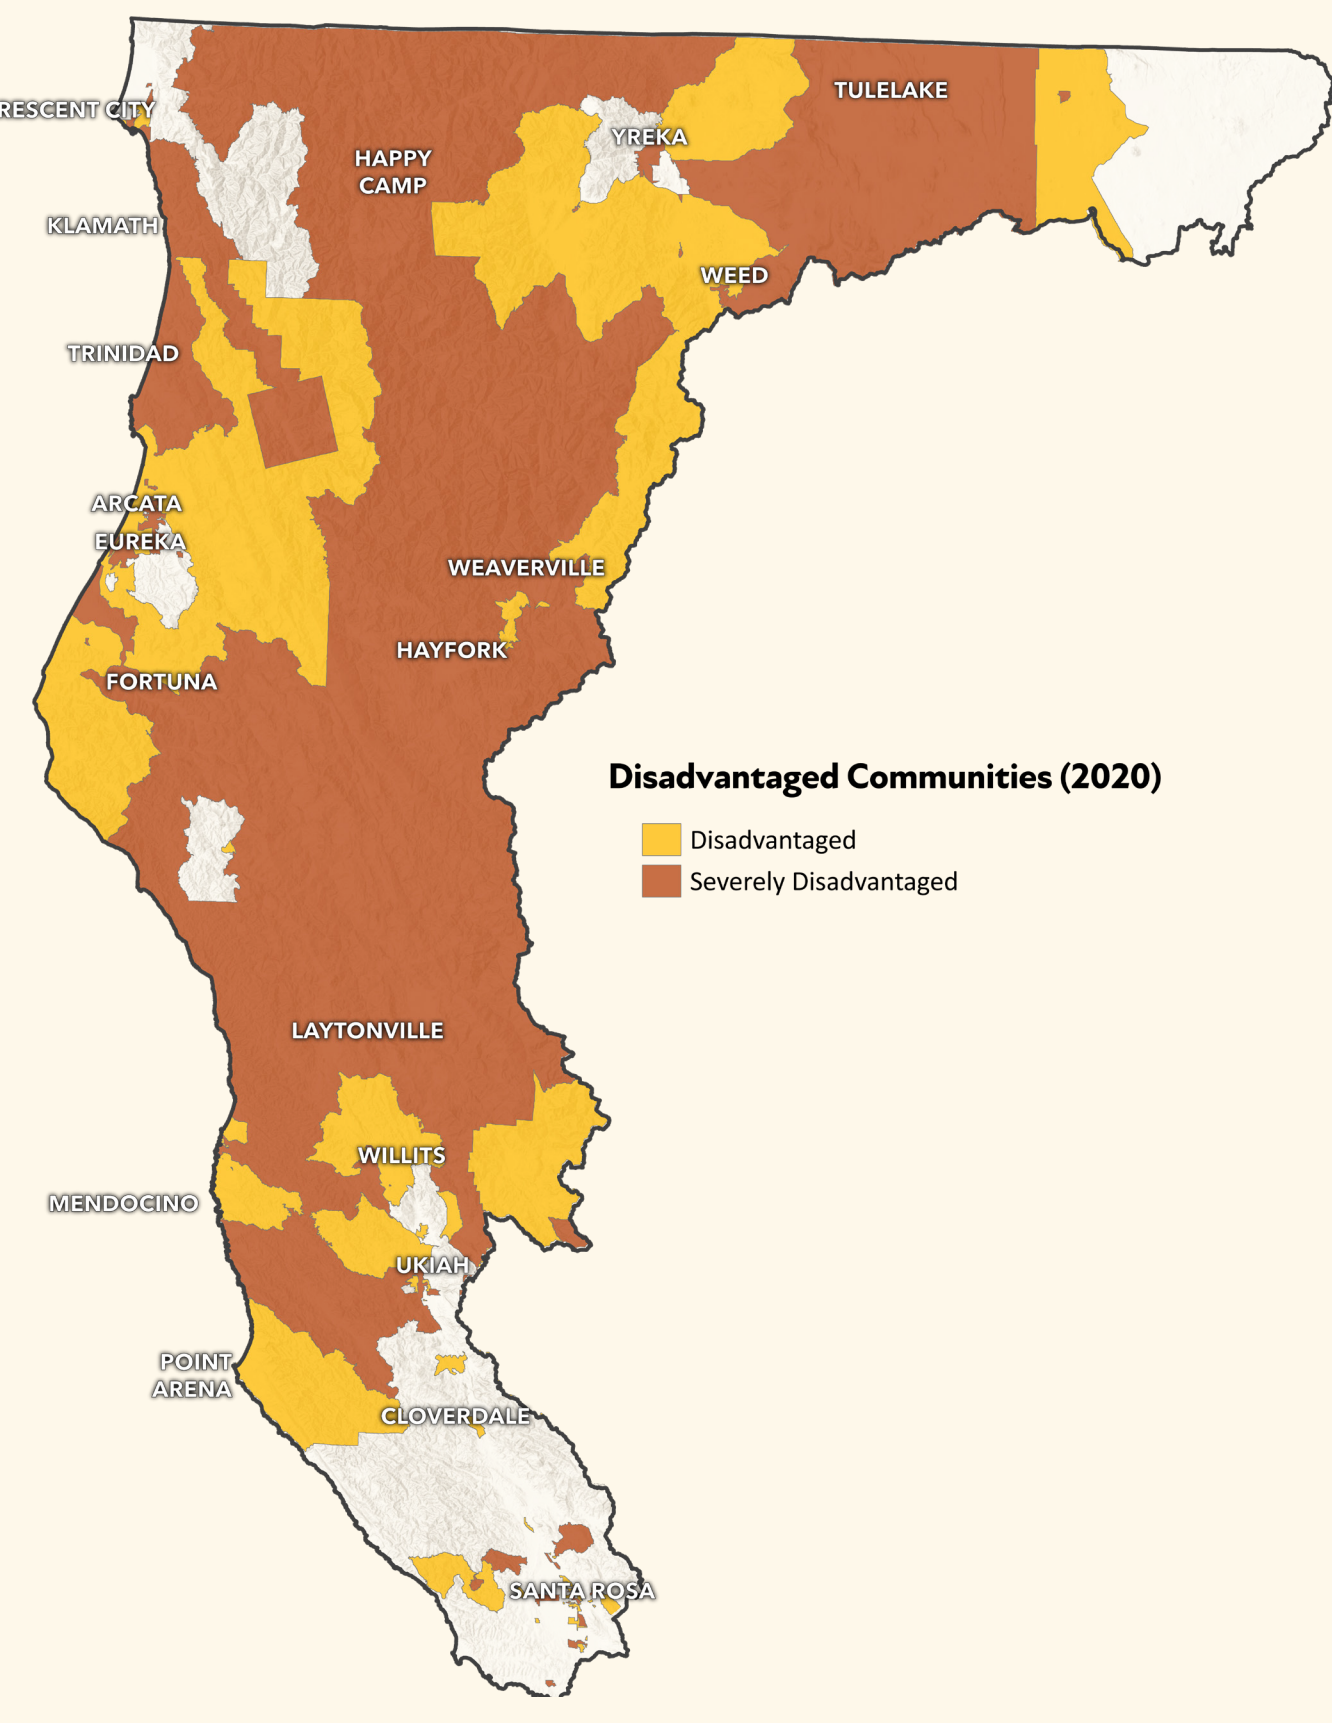 TULELAKE
RESCENT CITY
YREKA
HAPPY
CAMP
KLAMATH
WEED
TRINIDAD
ARCATA
EUREKA
WEAVERVILLE
HAYFORK
FORTUNA
Disadvantaged Communities (2020)
Disadvantaged
Severely Disadvantaged
LAYTONVILLE
WILLITS
MENDOCINO
UKIAH
POINT
ARENA
CLOVERDALE
SANTA ROSA